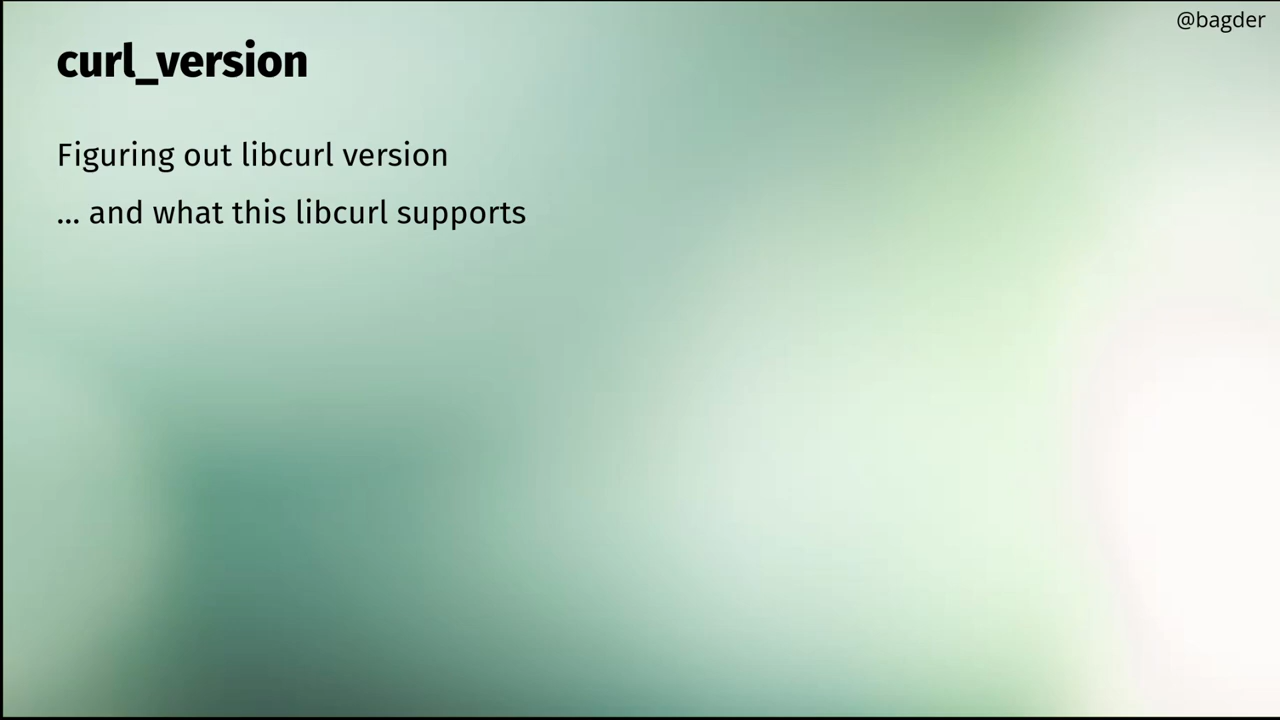 @bagder
curl_version
Figuring out libcurl version
... and what this libcurl supports